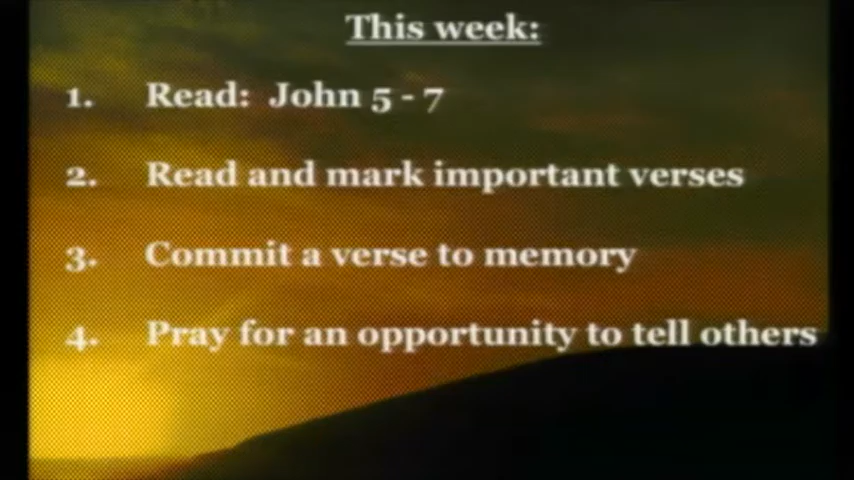 This week:
1. Read: John 5 - 7
2. Read and mark important verses
3. Commit a verse to memory
4. Pray for an opportunity to tell others